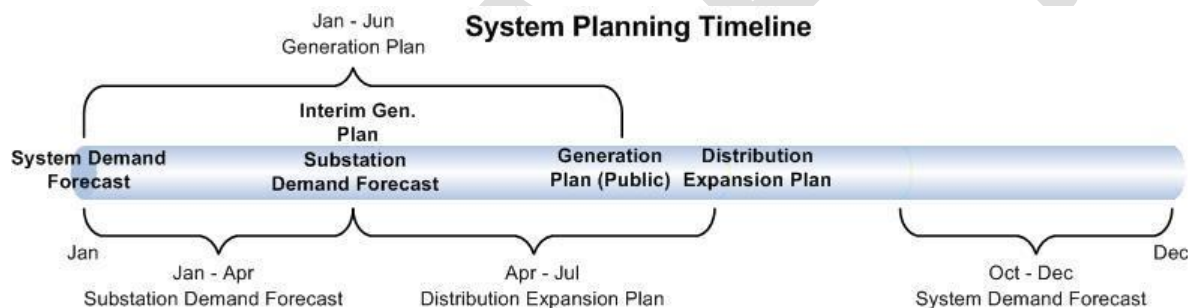 System Planning Timeline
Jan - Jun
Generation Plan
Interim Gen.
Plan
System Demand
Forecast
Substation
Demand Forecast
Generation
Plan (Public)
Distribution
Expansion Plan
Jan
Dec
Jan - Apr
Substation Demand Forecast
Apr - Jul
Distribution Expansion Plan
Oct - Dec
System Demand Forecast